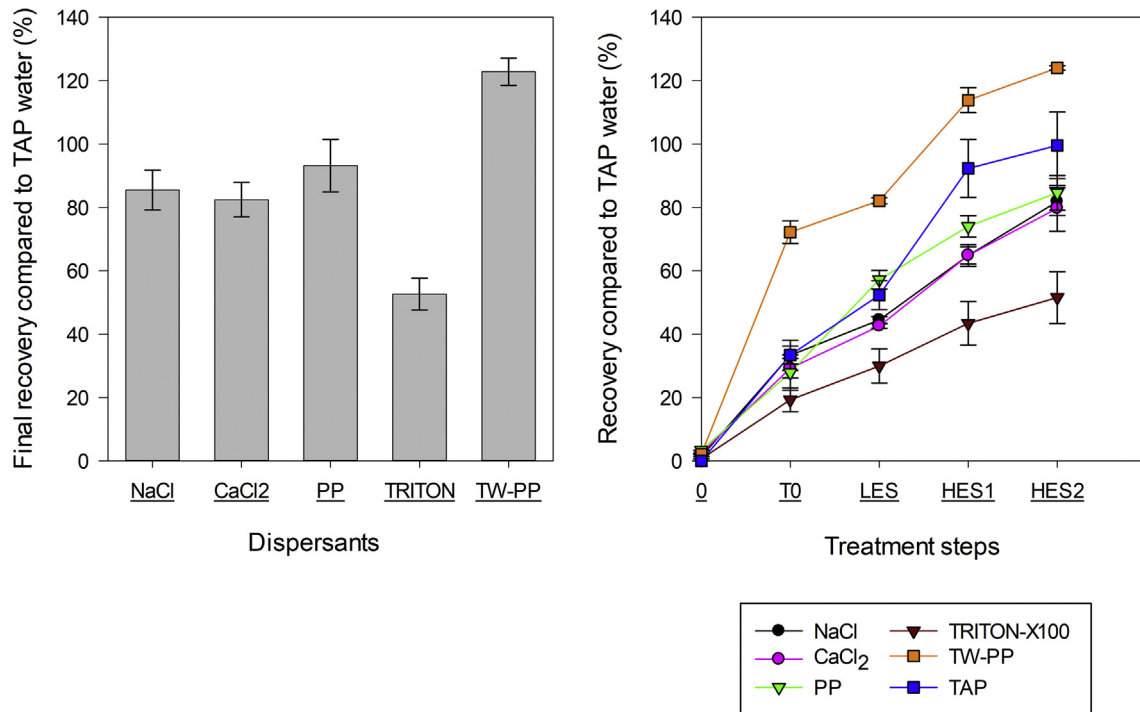 Final recovery compared to TAP water (%)
140
120
100
80
60
40
20
0
NaCl CaCl2 PP TRITON TW-PP
Dispersants
Recovery compared to TAP water (%)
140
120
100
80
60
40
20
0
0 T0 LES HES1 HES2
Treatment steps
NaCl TRITON-X100
CaCl2 TW-PP
PP TAP